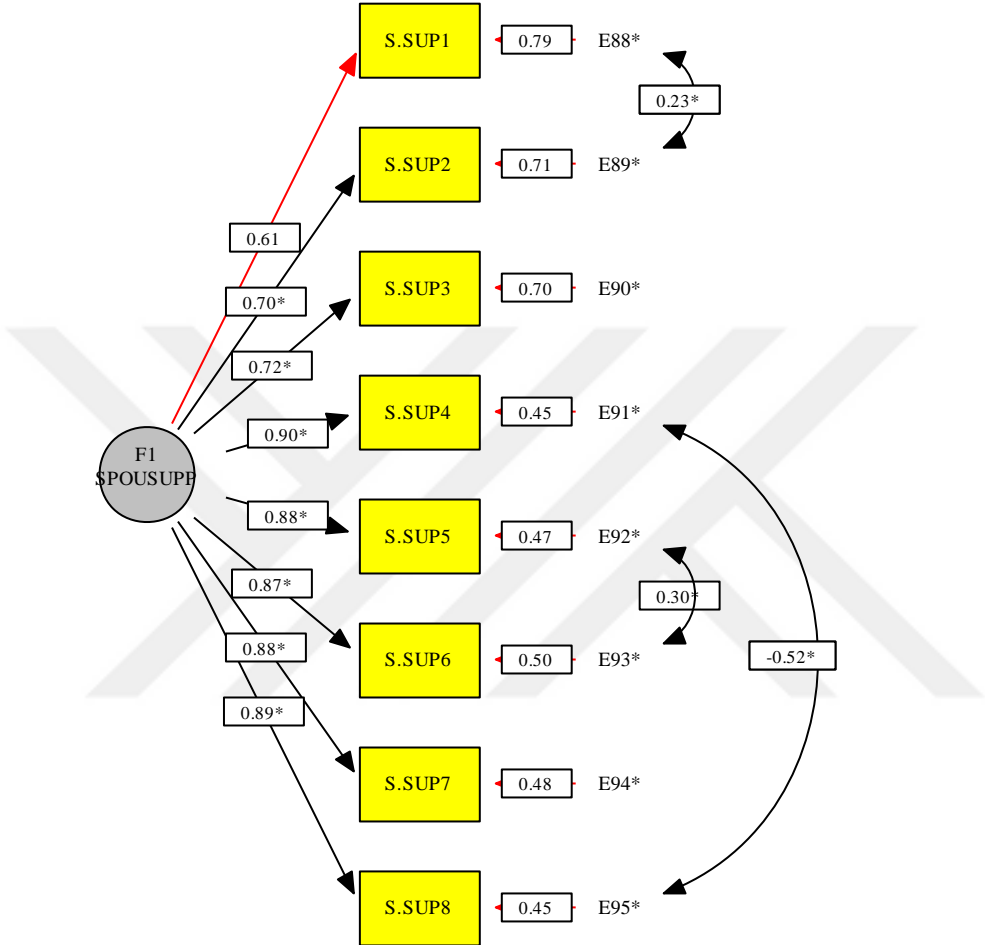 S.SUP1 0.79 E88*
0.23*
S.SUP2 0.71 E89*
0.61
S.SUP3 0.70 E90*
0.70*
0.72*
S.SUP4 0.45 E91*
0.90*
F1
SPOUSUPP
0.88*
S.SUP5 0.47 E92*
0.87*
0.30*
0.88*
S.SUP6 0.50 E93*
-0.52*
0.89*
S.SUP7 0.48 E94*
S.SUP8 0.45 E95*